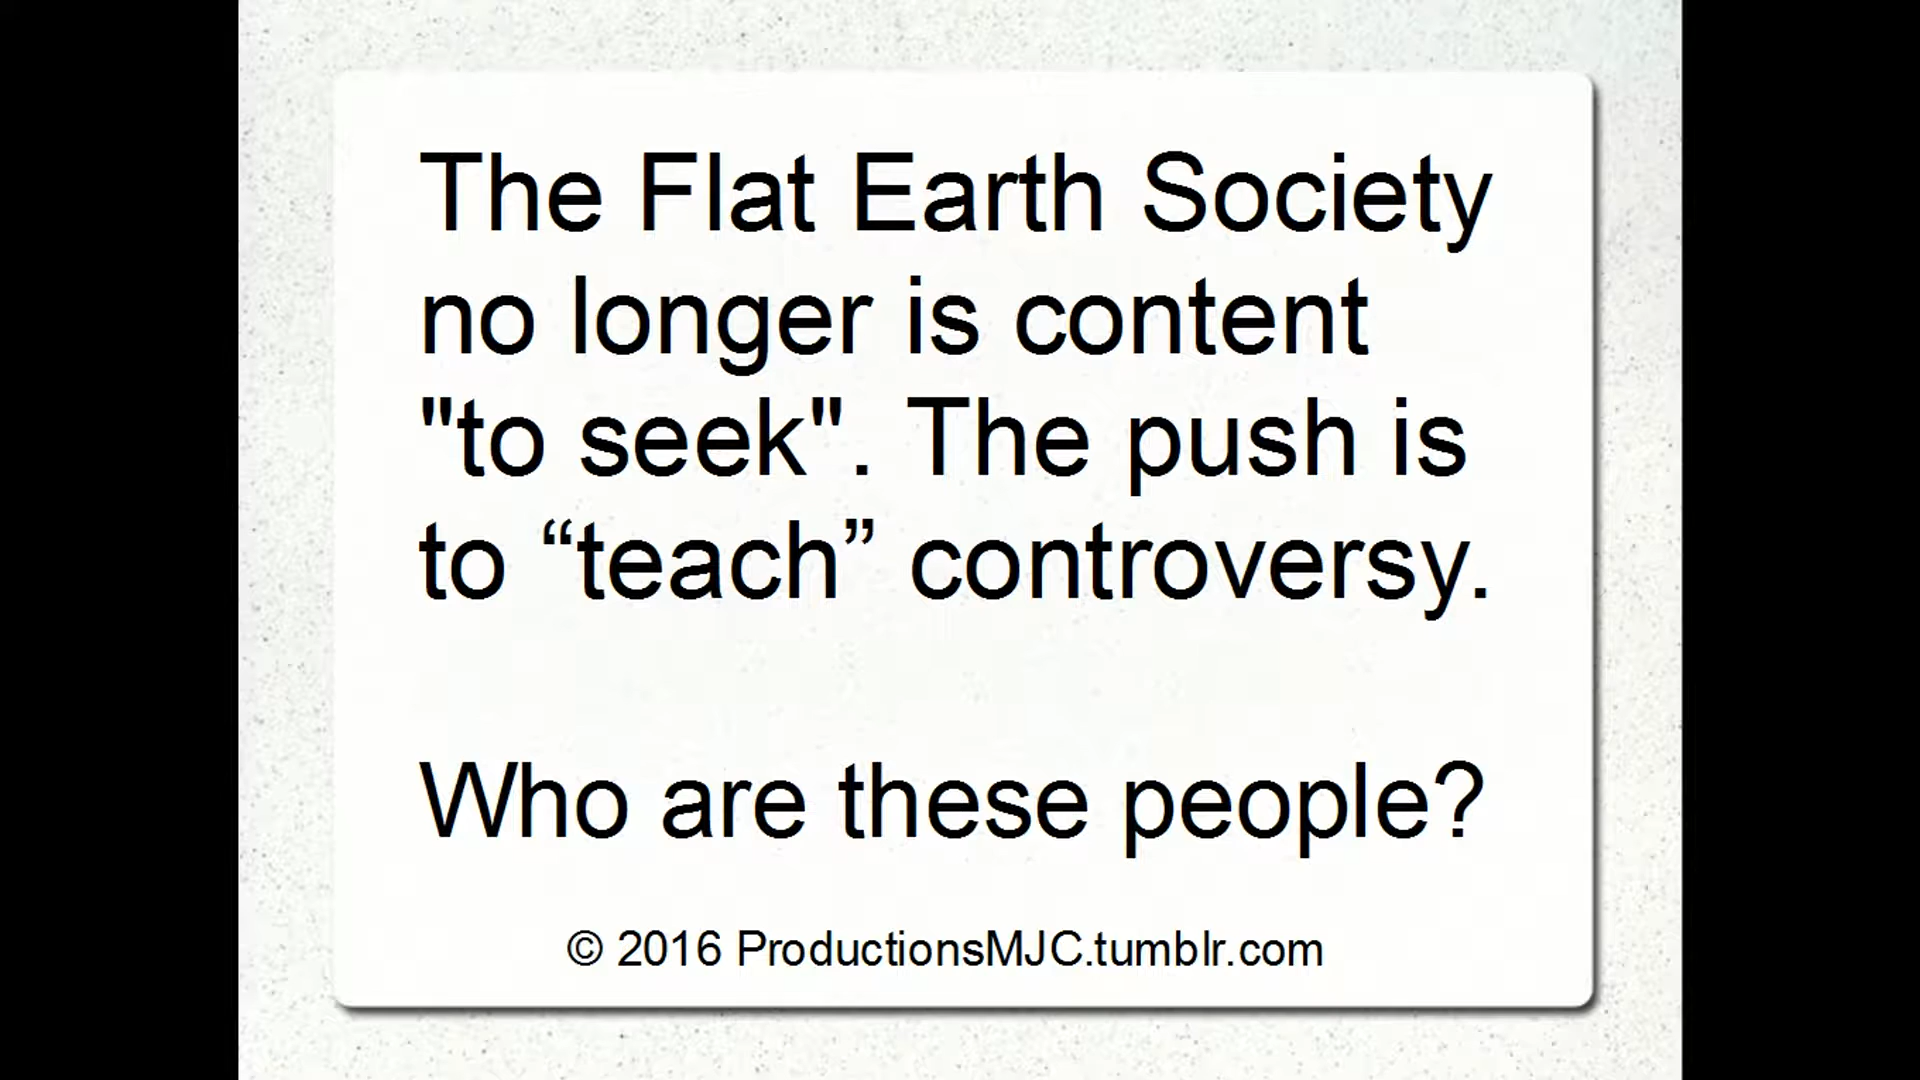 The Flat Earth Society
no longer is content
"to seek". The push is
to “teach” controversy.
Who are these people?
© 2016 ProductionsMJC.tumblr.com